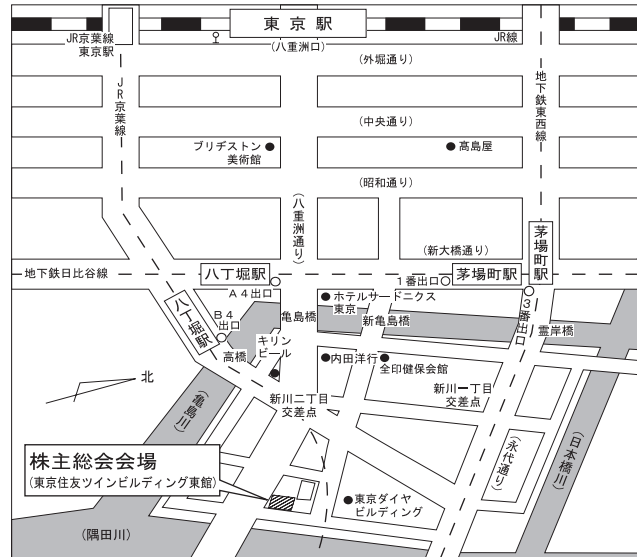 東京駅
JR京葉線
東京駅
(八重洲口)
JR線
(外堀通り)
JR京葉線
地下鉄東西線
(中央通り)
ブリヂストン
美術館
髙島屋
(昭和通り)
(八重洲通り)
(新大橋通り)
茅場町駅
地下鉄日比谷線
八丁堀駅
1番出口
茅場町駅
A4出口
ホテルサードニクス
東京
3番出口
八丁堀駅
B4
出口
亀島橋
新亀島橋
霊岸橋
高橋
キリン
ビール
内田洋行
全印健保会館
北
新川二丁目
交差点
新川一丁目
交差点
(亀島川)
(永代通り)
(日本橋川)
株主総会会場
(東京住友ツインビルディング東館)
東京ダイヤ
ビルディング
(隅田川)